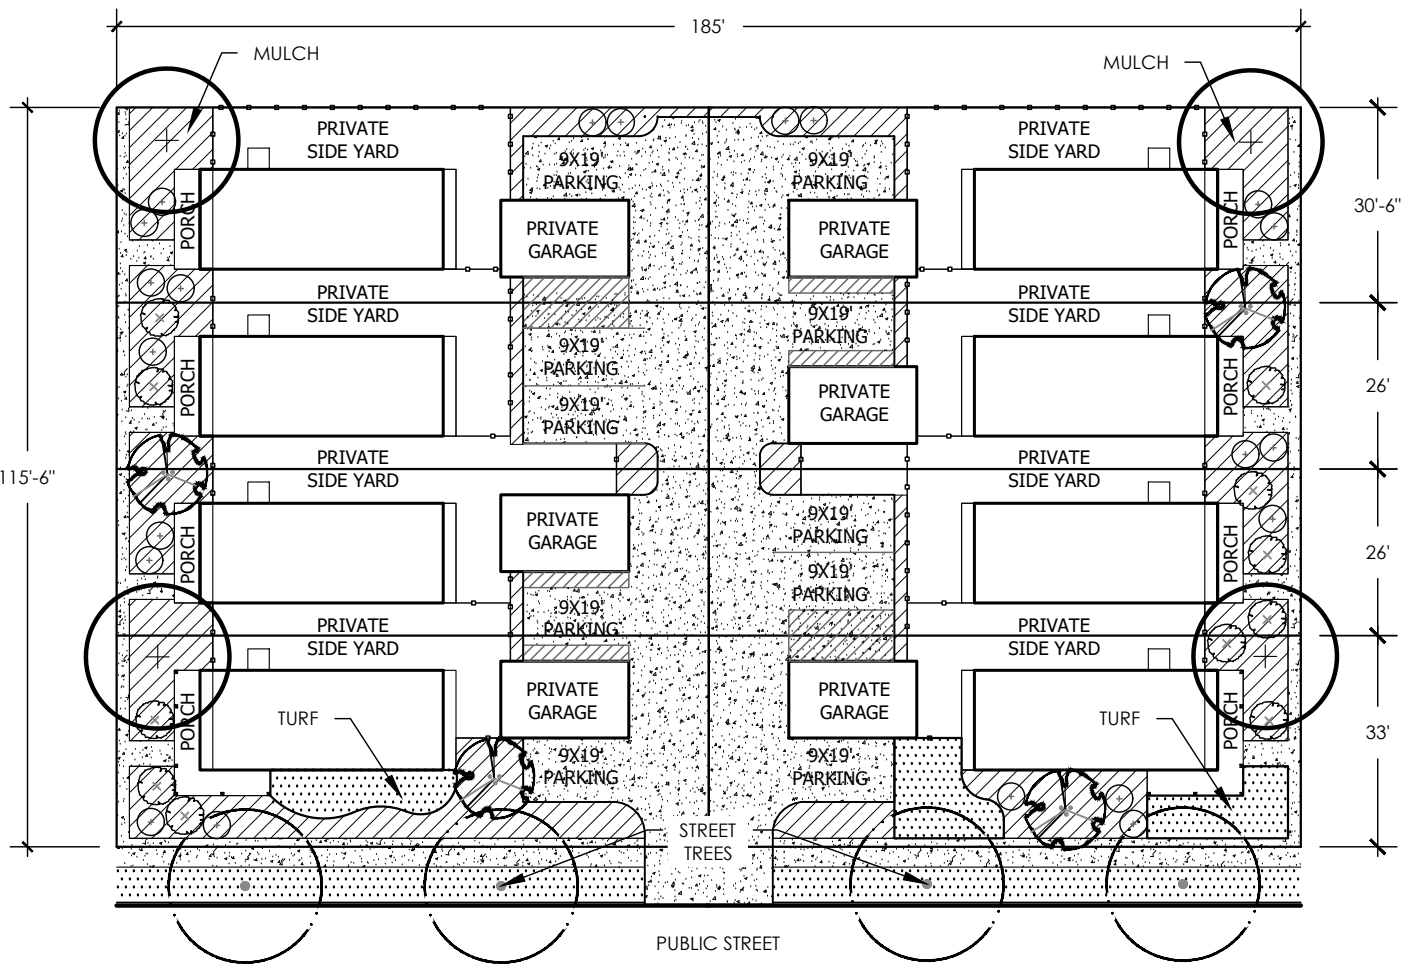 185'
MULCH
MULCH
PRIVATE
SIDE YARD
9X19'
PARKING
9X19'
PARKING
PRIVATE
SIDE YARD
PORCH
PRIVATE
GARAGE
PRIVATE
GARAGE
PORCH
30'-6"
PRIVATE
SIDE YARD
9X19'
PARKING
PRIVATE
SIDE YARD
9X19'
PARKING
PORCH
9X19'
PARKING
PRIVATE
GARAGE
PORCH
26'
115'-6"
PRIVATE
SIDE YARD
PRIVATE
SIDE YARD
PORCH
PRIVATE
GARAGE
9X19'
PARKING
9X19'
PARKING
PORCH
26'
PRIVATE
SIDE YARD
9X19'
PARKING
PRIVATE
SIDE YARD
PORCH
TURF
PRIVATE
GARAGE
PRIVATE
GARAGE
TURF
PORCH
33'
9X19'
PARKING
9X19'
PARKING
STREET
TREES
PUBLIC STREET